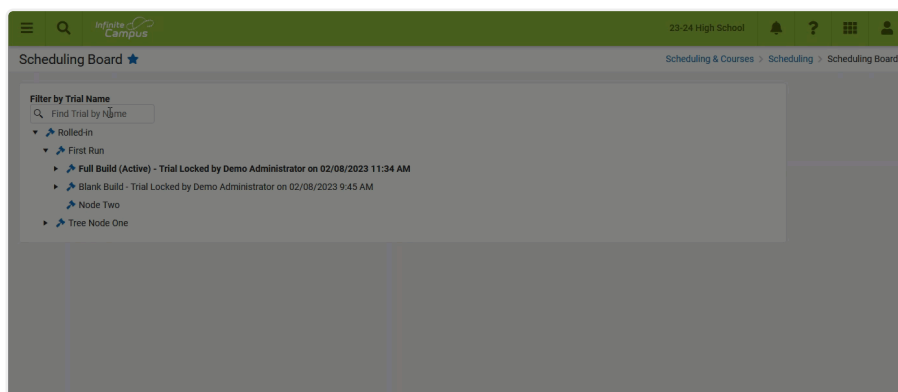 Infinite
Campus
23-24 High School
?
Scheduling Board
Scheduling & Courses > Scheduling > Scheduling Board
Filter by Trial Name
Find Trial by Name
Rolled-in
First Run
Full Build (Active) - Trial Locked by Demo Administrator on 02/08/2023 11:34 AM
Blank Build - Trial Locked by Demo Administrator on 02/08/2023 9:45 AM
Node Two
Tree Node One